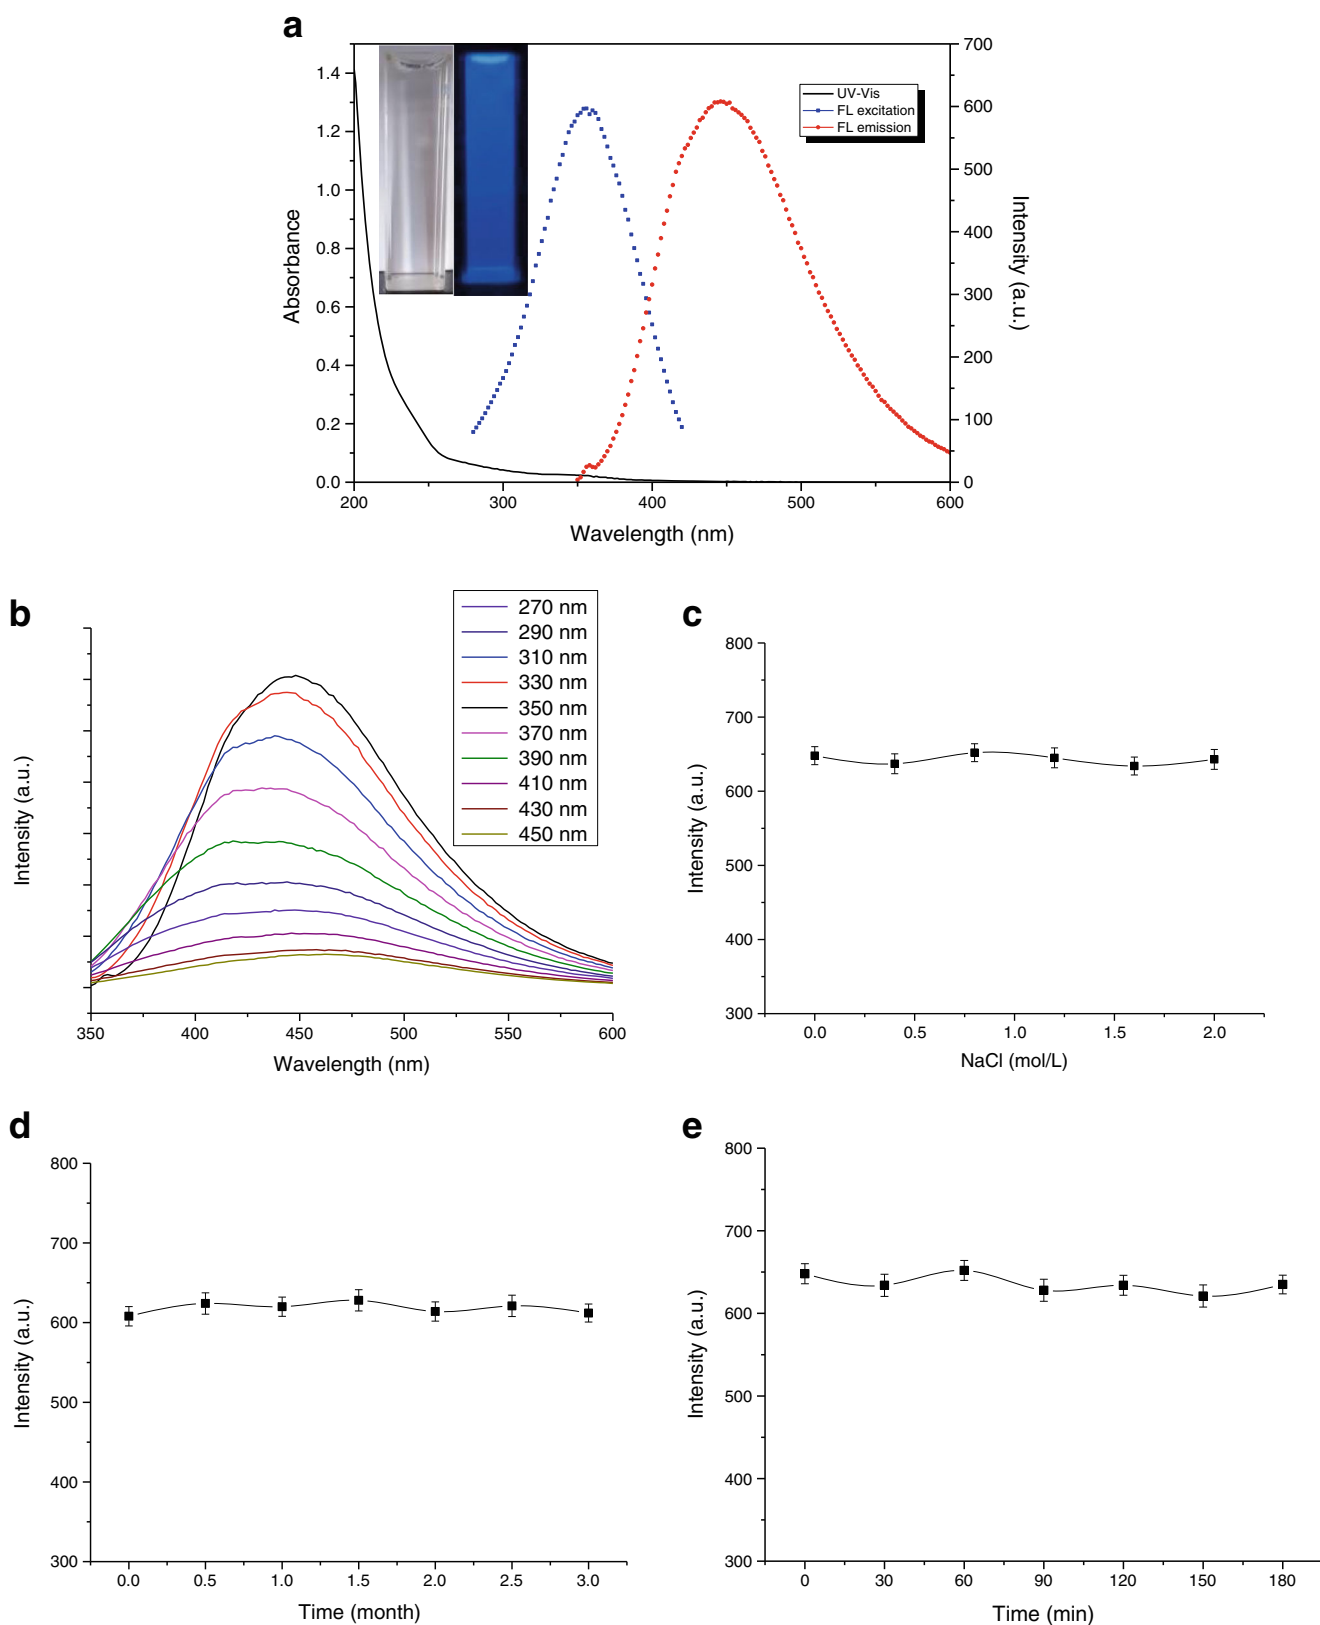 a
1.4
1.2
1.0
0.8
0.6
0.4
0.2
0.0
Absorbance
700
600
500
400
300
200
100
0
Intensity (a.u.)
UV-Vis
FL excitation
FL emission
200 300 400 500 600
Wavelength (nm)
b
270 nm
290 nm
310 nm
330 nm
350 nm
370 nm
390 nm
410 nm
430 nm
450 nm
Intensity (a.u.)
350 400 450 500 550 600
Wavelength (nm)
c
800
700
600
500
400
300
Intensity (a.u.)
0.0 0.5 1.0 1.5 2.0
NaCl (mol/L)
d
800
700
600
500
400
300
Intensity (a.u.)
0.0 0.5 1.0 1.5 2.0 2.5 3.0
Time (month)
e
800
700
600
500
400
300
Intensity (a.u.)
0 30 60 90 120 150 180
Time (min)